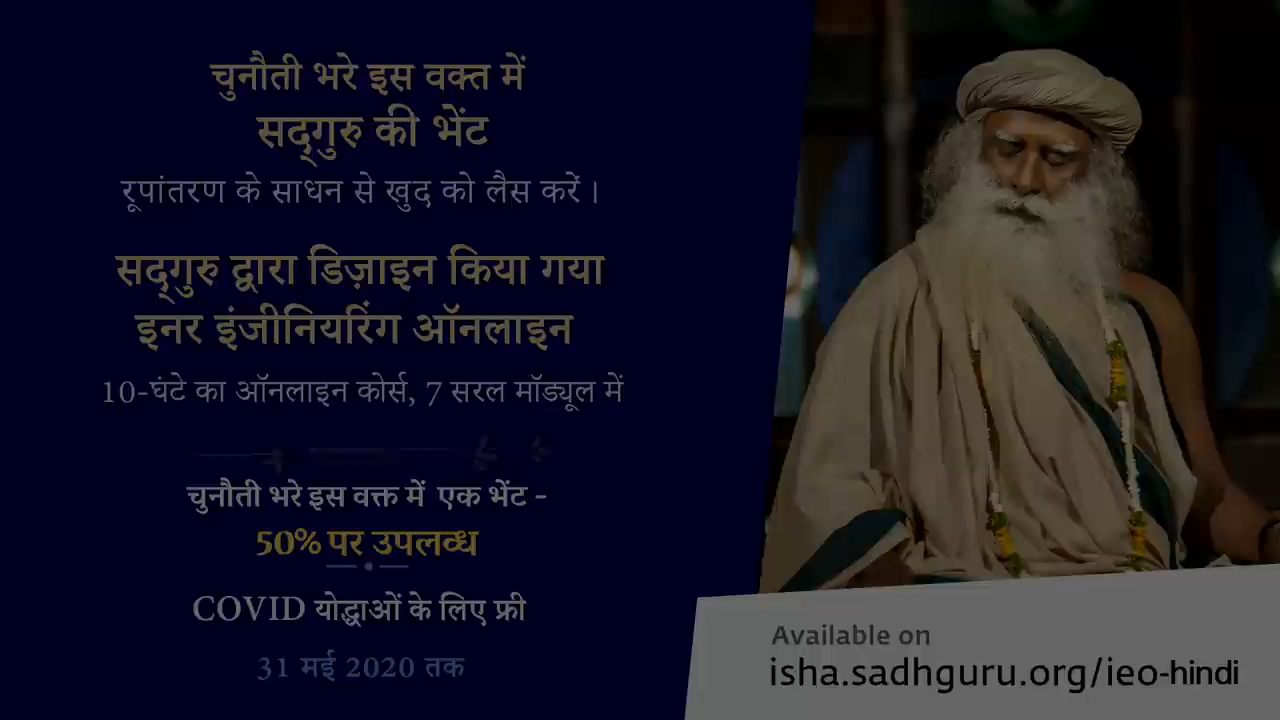 चुनौती भरे इस वक्त में
सद्‌गुरु की भेंट
रूपांतरण के साधन से खुद को लैस करें।
सद्‌गुरु द्वारा डिज़ाइन किया गया
इनर इंजीनियरिंग ऑनलाइन
10-घंटे का ऑनलाइन कोर्स, 7 सरल मॉड्यूल में
चुनौती भरे इस वक्त में एक भेंट -
50% पर उपलब्ध
COVID योद्धाओं के लिए फ्री
31 मई 2020 तक
Available on
isha.sadhguru.org/ieo-hindi